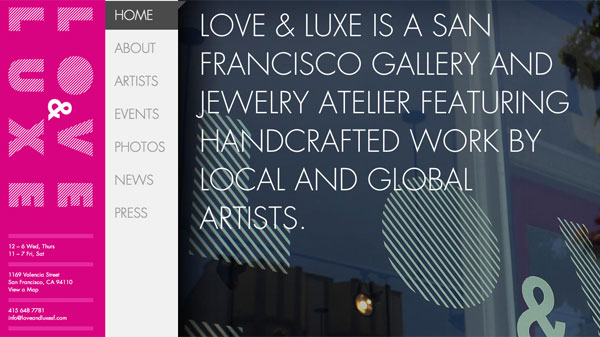 LOVE
&
LUXE
12 – 6 Wed, Thurs
11 – 7 Fri, Sat
1169 Valencia Street
San Francisco, CA 94110
View a Map
415 648 7781
info@loveandluxesf.com
HOME
ABOUT
ARTISTS
EVENTS
PHOTOS
NEWS
PRESS
LOVE & LUXE IS A SAN
FRANCISCO GALLERY AND
JEWELRY ATELIER FEATURING
HANDCRAFTED WORK BY
LOCAL AND GLOBAL
ARTISTS.
&